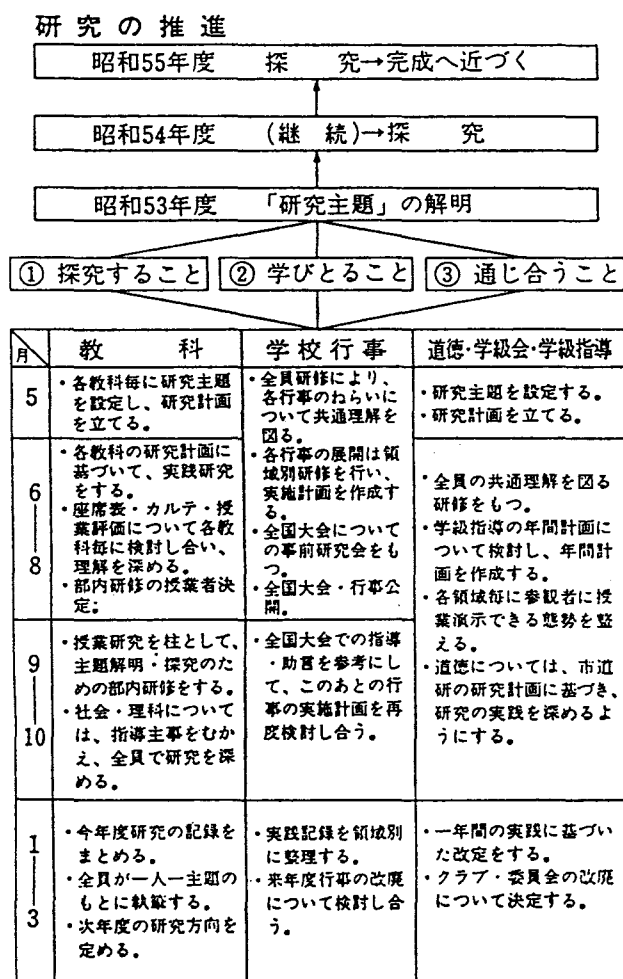 研究の推進
昭和55年度 探 究→完成へ近づく
昭和54年度 (継 続)→探 究
昭和53年度 「研究主題」の解明
① 探究すること ② 学びとること ③ 通じ合うこと
月 教 科 学校行事 道徳・学級会・学級指導
5
・各教科毎に研究主題
を設定し、研究計画
を立てる。
・全員研修により、
各行事のねらいに
ついて共通理解を
図る。
・研究主題を設定する。
・研究計画を立てる。
6
8
・各教科の研究計画に
基づいて、実践研究
をする。
・座席表・カルテ・授
業評価について各教
科毎に検討し合い、
理解を深める。
・部内研修の授業者決
定;
・各行事の展開は領
域別研修を行い、
実施計画を作成す
る。
・全国大会について
の事前研究会をも
つ。
・全国大会・行事公
開。
・全員の共通理解を図る
研修をもつ。
・学級指導の年間計画に
ついて検討し、年間計
画を作成する。
・各領域毎に参観者に授
業演示できる態勢を整
える。
・道徳については、市道
研の研究計画に基づき、
研究の実践を深めるよ
うにする。
9
10
・授業研究を柱として、
主題解明・探究のた
めの部内研修をする。
・社会・理科について
は、指導主事をむか
え、全員で研究を深
める。
・全国大会での指導
・助言を参考にし
て、このあとの行
事の実施計画を再
度検討し合う。
1
3
・今年度研究の記録を
まとめる。
・全員が一人一主題の
もとに執筆する。
・次年度の研究方向を
定める。
・実践記録を領域別
に整理する。
・来年度行事の改廃
について検討し合
う。
・一年間の実践に基づい
た改定をする。
・クラブ・委員会の改廃
について決定する。